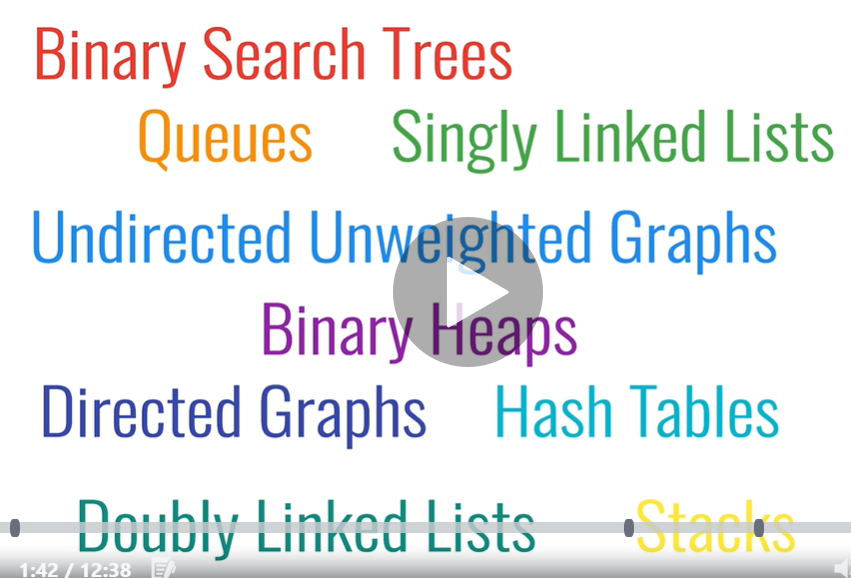 Binary Search Trees
Queues Singly Linked Lists
Undirected Unweighted Graphs
Binary Heaps
Directed Graphs Hash Tables
Doubly Linked Lists Stacks
1:42 / 12:38